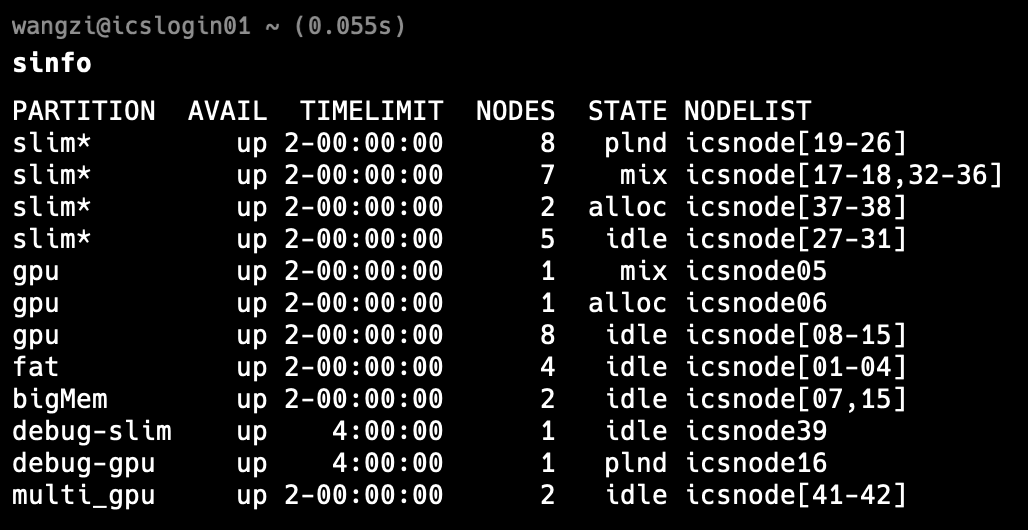 wangzi@icslogin01 ~ (0.055s)
sinfo
PARTITION  AVAIL  TIMELIMIT  NODES  STATE NODELIST
slim*         up 2-00:00:00      8   plnd icsnode[19-26]
slim*         up 2-00:00:00      7    mix icsnode[17-18,32-36]
slim*         up 2-00:00:00      2  alloc icsnode[37-38]
slim*         up 2-00:00:00      5   idle icsnode[27-31]
gpu           up 2-00:00:00      1    mix icsnode05
gpu           up 2-00:00:00      1  alloc icsnode06
gpu           up 2-00:00:00      8   idle icsnode[08-15]
fat           up 2-00:00:00      4   idle icsnode[01-04]
bigMem        up 2-00:00:00      2   idle icsnode[07,15]
debug-slim    up    4:00:00      1   idle icsnode39
debug-gpu     up    4:00:00      1   plnd icsnode16
multi_gpu     up 2-00:00:00      2   idle icsnode[41-42]